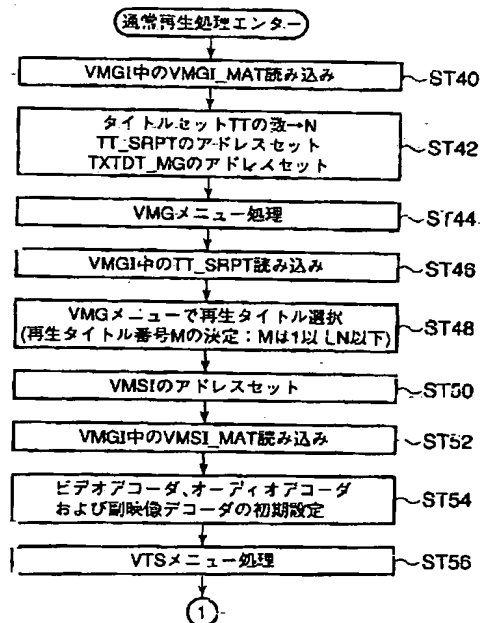 通常再生処理エンター
VMGI中のVMGI_MAT読み込み
ST40
タイトルセットTTの数→N
TT_SRPTのアドレスセット
TXTDT_MGのアドレスセット
ST42
VMGメニュー処理
ST44
VMGI中のTT_SRPT読み込み
ST46
VMGメニューで再生タイトル選択
(再生タイトル番号Mの決定:Mは1以上N以下)
ST48
VMSIのアドレスセット
ST50
VMGI中のVMSI_MAT読み込み
ST52
ビデオデコーダ、オーディオデコーダ
および副映像デコーダの初期設定
ST54
VTSメニュー処理
ST56
1